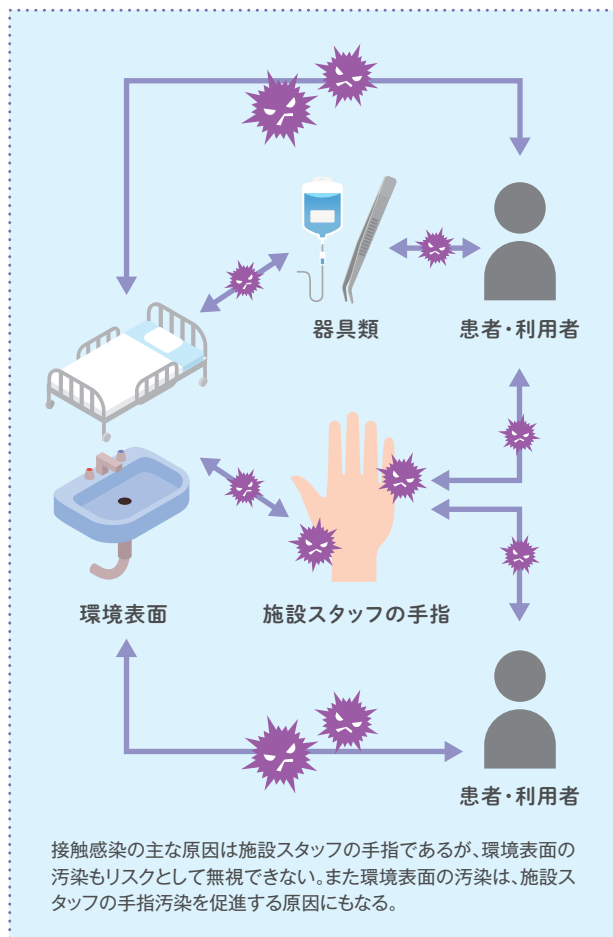 器具類
患者・利用者
環境表面
施設スタッフの手指
患者・利用者
接触感染の主な原因は施設スタッフの手指であるが、環境表面の
汚染もリスクとして無視できない。また環境表面の汚染は、施設ス
タッフの手指汚染を促進する原因にもなる。